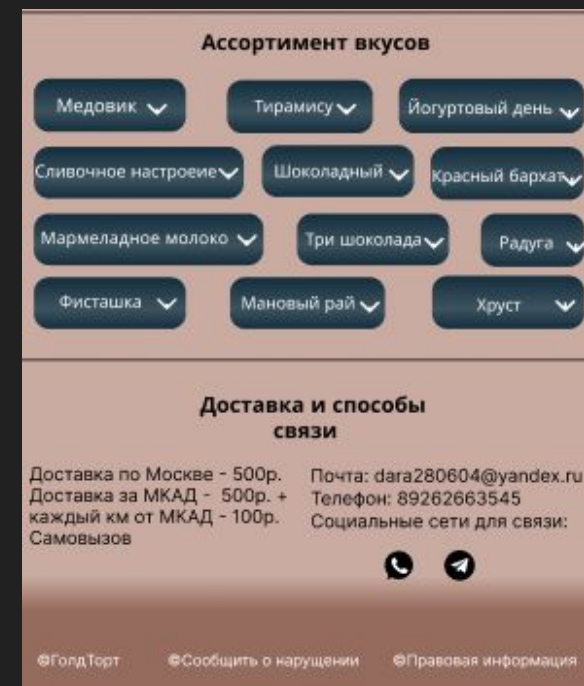 Ассортимент вкусов
Медовик
Тирамису
Йогуртовый день
Сливочное настроеие
Шоколадный
Красный бархат
Мармеладное молоко
Три шоколада
Радуга
Фисташка
Мановый рай
Хруст
Доставка и способы
связи
Доставка по Москве - 500р.
Доставка за МКАД - 500р. +
каждый км от МКАД - 100р.
Самовызов
Почта: dara280604@yandex.ru
Телефон: 89262663545
Социальные сети для связи:
©ГолдТорт
©Сообщить о нарущении
©Правовая информация